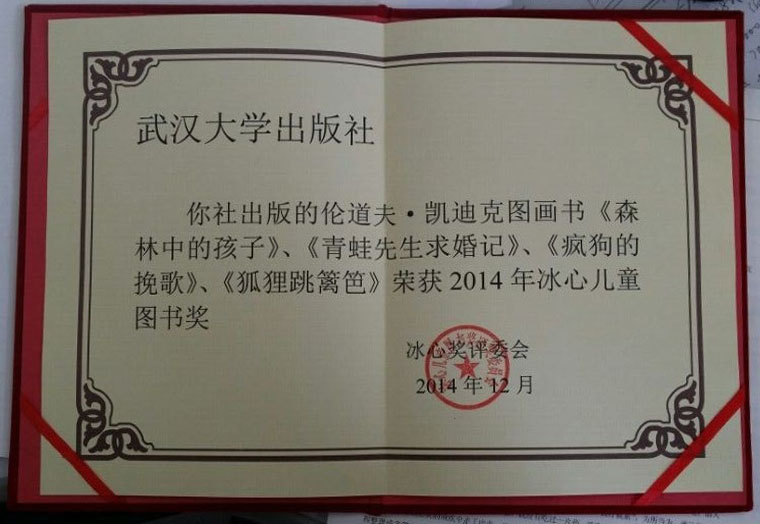 武汉大学出版社
你社出版的伦道夫·凯迪克图画书《森
林中的孩子》、《青蛙先生求婚记》、《疯狗的
挽歌》、《狐狸跳篱笆》荣获 2014 年冰心儿童
图书奖
冰心奖评委会
2014 年 12 月